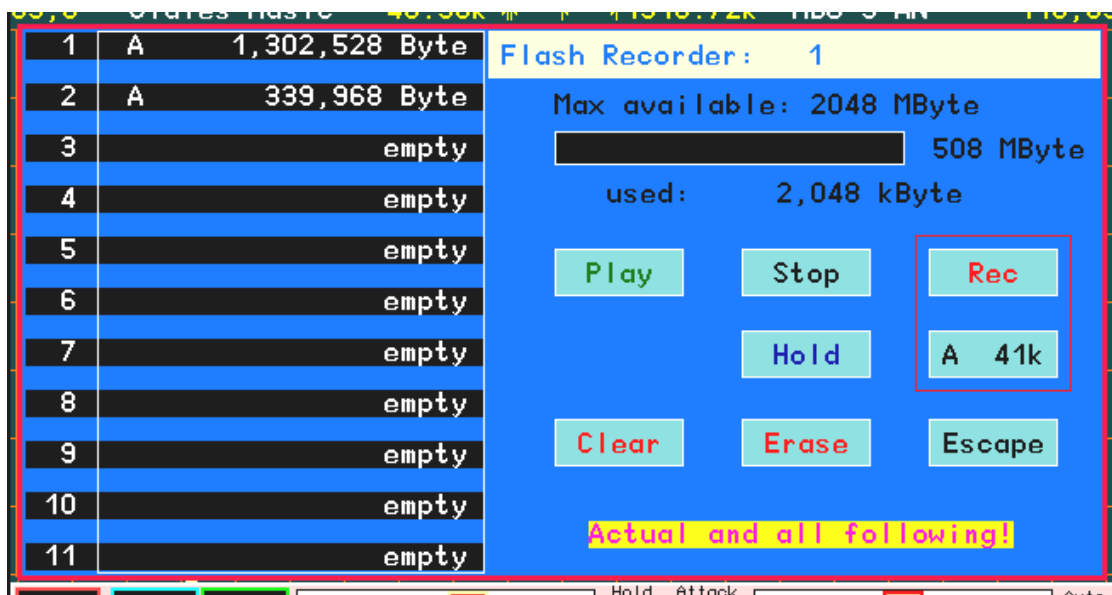 1 A 1,302,528 Byte
2 A 339,968 Byte
3 empty
4 empty
5 empty
6 empty
7 empty
8 empty
9 empty
10 empty
11 empty
Flash Recorder: 1
Max available: 2048 MByte
508 MByte
used: 2,048 kByte
Play Stop Rec
Hold A 41k
Clear Erase Escape
Actual and all following!
Hold Attack